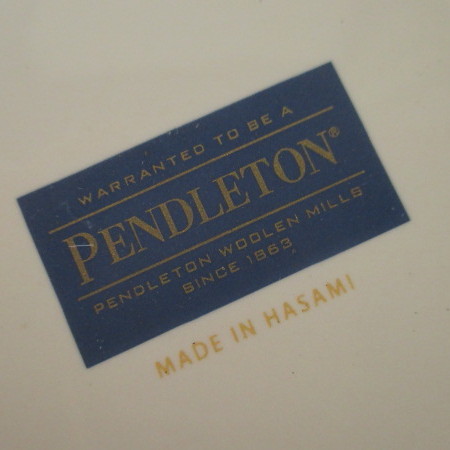 WARRANTED TO BE A
PENDLETON®
PENDLETON WOOLEN MILLS
SINCE 1863
MADE IN HASAMI